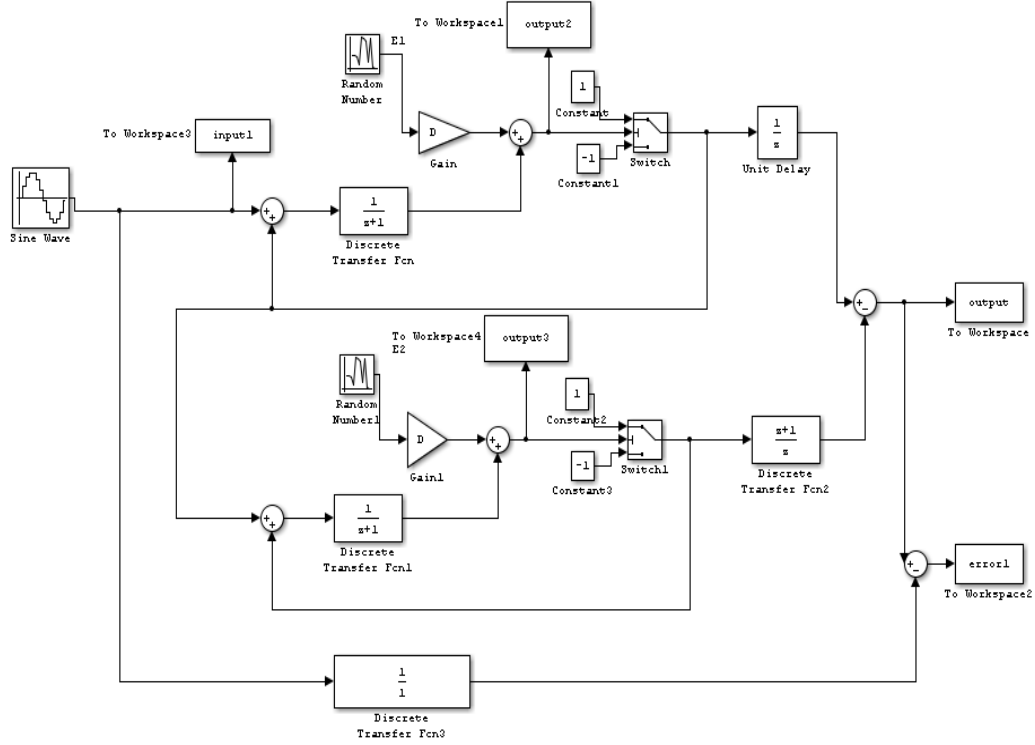 To Workspace1
output2
E1
Random
Number
1
Constant
D
Gain
++
-1
Constant1
Switch
1
z
Unit Delay
To Workspace3
input1
Sine Wave
++
1
z+1
Discrete
Transfer Fcn
+-
output
To Workspace
To Workspace4
E2
output3
Random
Number1
1
Constant2
D
Gain1
++
-1
Constant3
Switch1
z+1
z
Discrete
Transfer Fcn2
++
1
z+1
Discrete
Transfer Fcn1
+-
error1
To Workspace2
1
1
Discrete
Transfer Fcn3